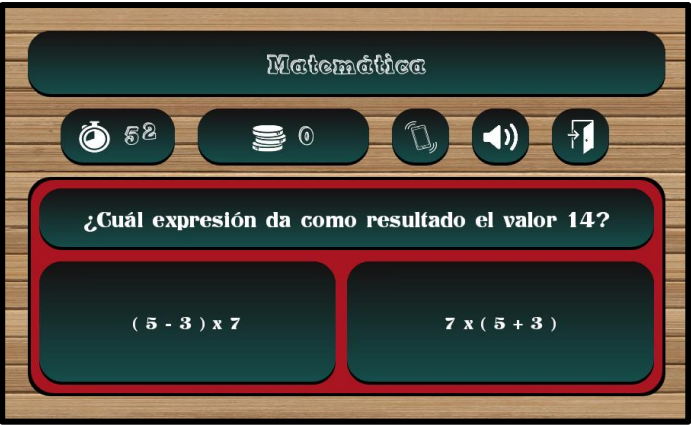 Matemática
52
0
¿Cuál expresión da como resultado el valor 14?
( 5 - 3 ) x 7
7 x ( 5 + 3 )